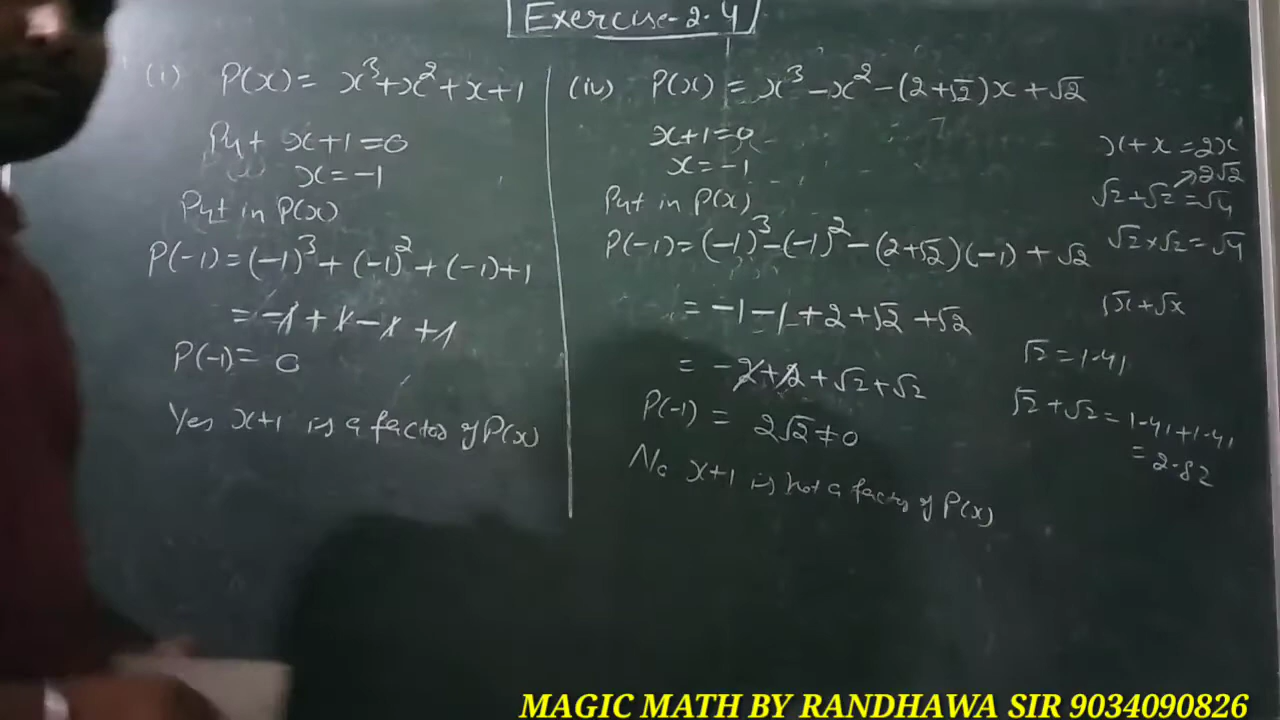 Exercise-2.4
(i) P(x) = x³+x²+x+1
Put x+1=0
x=-1
Put in P(x)
P(-1)=(-1)³+(-1)²+(-1)+1
= -1+1-1+1
P(-1)= 0
Yes x+1 is a factor of P(x)
(iv) P(x) = x³-x²-(2+√2)x+√2
x+1=0
x=-1
Put in P(x)
P(-1)=(-1)³-(-1)²-(2+√2)(-1)+√2
= -1-1+2+√2+√2
= -2+2+√2+√2
P(-1) = 2√2≠0
No x+1 is not a factor of P(x)
x+x=2x
2√2
√2+√2=√4
√2×√2=√4
√x+√x
√2=1.41
√2+√2=1.41+1.41
=2.82
MAGIC MATH BY RANDHAWA SIR 9034090826